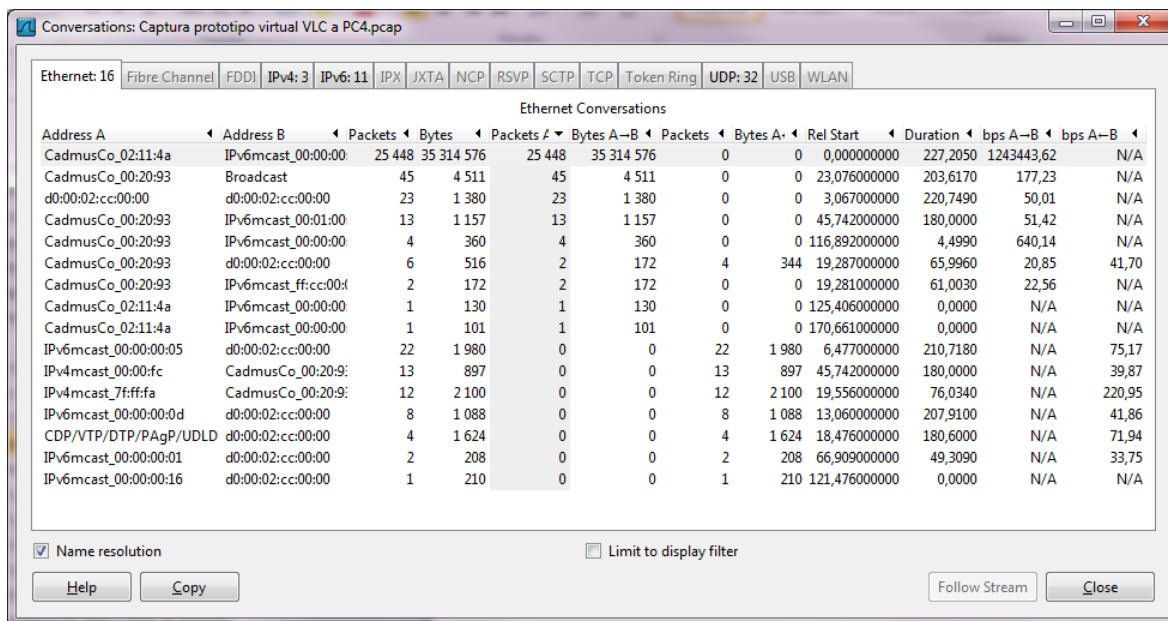 Conversations: Captura prototipo virtual VLC a PC4.pcap
Ethernet: 16 Fibre Channel FDDI IPv4: 3 IPv6: 11 IPX JXTA NCP RSVP SCTP TCP Token Ring UDP: 32 USB WLAN
Ethernet Conversations
Address A Address B Packets Bytes Packets A Bytes A→B Packets Bytes A← Rel Start Duration bps A→B bps A←B
CadmusCo_02:11:4a IPv6mcast_00:00:00: 25 448 35 314 576 25 448 35 314 576 0 0 0,000000000 227,2050 1243443,62 N/A
CadmusCo_00:20:93 Broadcast 45 4 511 45 4 511 0 0 23,076000000 203,6170 177,23 N/A
d0:00:02:cc:00:00 d0:00:02:cc:00:00 23 1 380 23 1 380 0 0 3,067000000 220,7490 50,01 N/A
CadmusCo_00:20:93 IPv6mcast_00:01:00: 13 1 157 13 1 157 0 0 45,742000000 180,0000 51,42 N/A
CadmusCo_00:20:93 IPv6mcast_00:00:00: 4 360 4 360 0 0 116,892000000 4,4990 640,14 N/A
CadmusCo_00:20:93 d0:00:02:cc:00:00 6 516 2 172 4 344 19,287000000 65,9960 20,85 41,70
CadmusCo_00:20:93 IPv6mcast_ff:cc:00:0 2 172 2 172 0 0 19,281000000 61,0030 22,56 N/A
CadmusCo_02:11:4a IPv6mcast_00:00:00: 1 130 1 130 0 0 125,406000000 0,0000 N/A N/A
CadmusCo_02:11:4a IPv6mcast_00:00:00: 1 101 1 101 0 0 170,661000000 0,0000 N/A N/A
IPv6mcast_00:00:00:05 d0:00:02:cc:00:00 22 1 980 0 0 22 1 980 6,477000000 210,7180 N/A 75,17
IPv4mcast_00:00:fc CadmusCo_00:20:93 13 897 0 0 13 897 45,742000000 180,0000 N/A 39,87
IPv4mcast_7f:ff:fa CadmusCo_00:20:93 12 2 100 0 0 12 2 100 19,556000000 76,0340 N/A 220,95
IPv6mcast_00:00:00:0d d0:00:02:cc:00:00 8 1 088 0 0 8 1 088 13,060000000 207,9100 N/A 41,86
CDP/VTP/DTP/PAgP/UDLD d0:00:02:cc:00:00 4 1 624 0 0 4 1 624 18,476000000 180,6000 N/A 71,94
IPv6mcast_00:00:00:01 d0:00:02:cc:00:00 2 208 0 0 2 208 66,909000000 49,3090 N/A 33,75
IPv6mcast_00:00:00:16 d0:00:02:cc:00:00 1 210 0 0 1 210 121,476000000 0,0000 N/A N/A
Name resolution Limit to display filter
Help Copy Follow Stream Close